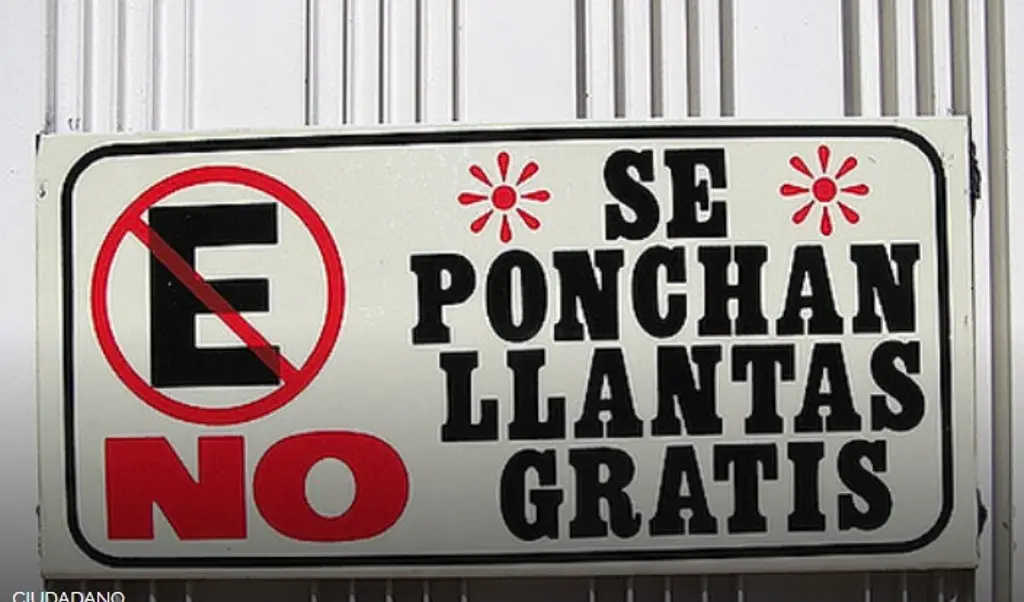 E
NO
SE
PONCHAN
LLANTAS
GRATIS
CIUDADANO